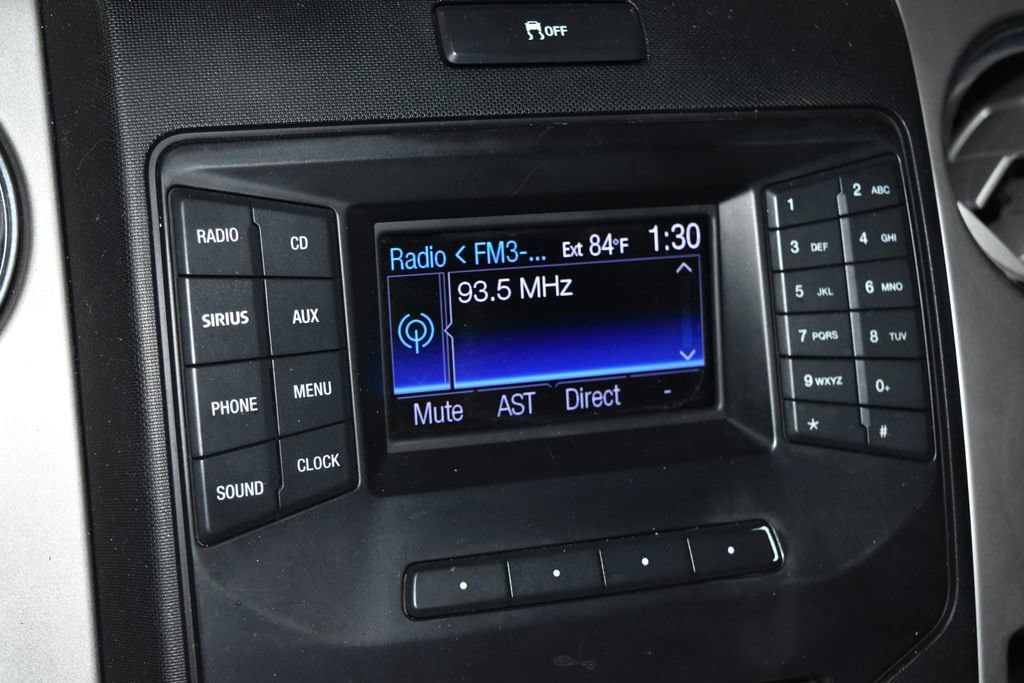 OFF
RADIO
CD
SIRIUS
AUX
PHONE
MENU
SOUND
CLOCK
Radio < FM3-... Ext 84°F 1:30
93.5 MHz
Mute AST Direct -
1
2 ABC
3 DEF
4 GHI
5 JKL
6 MNO
7 PQRS
8 TUV
9 WXYZ
0+
*
#